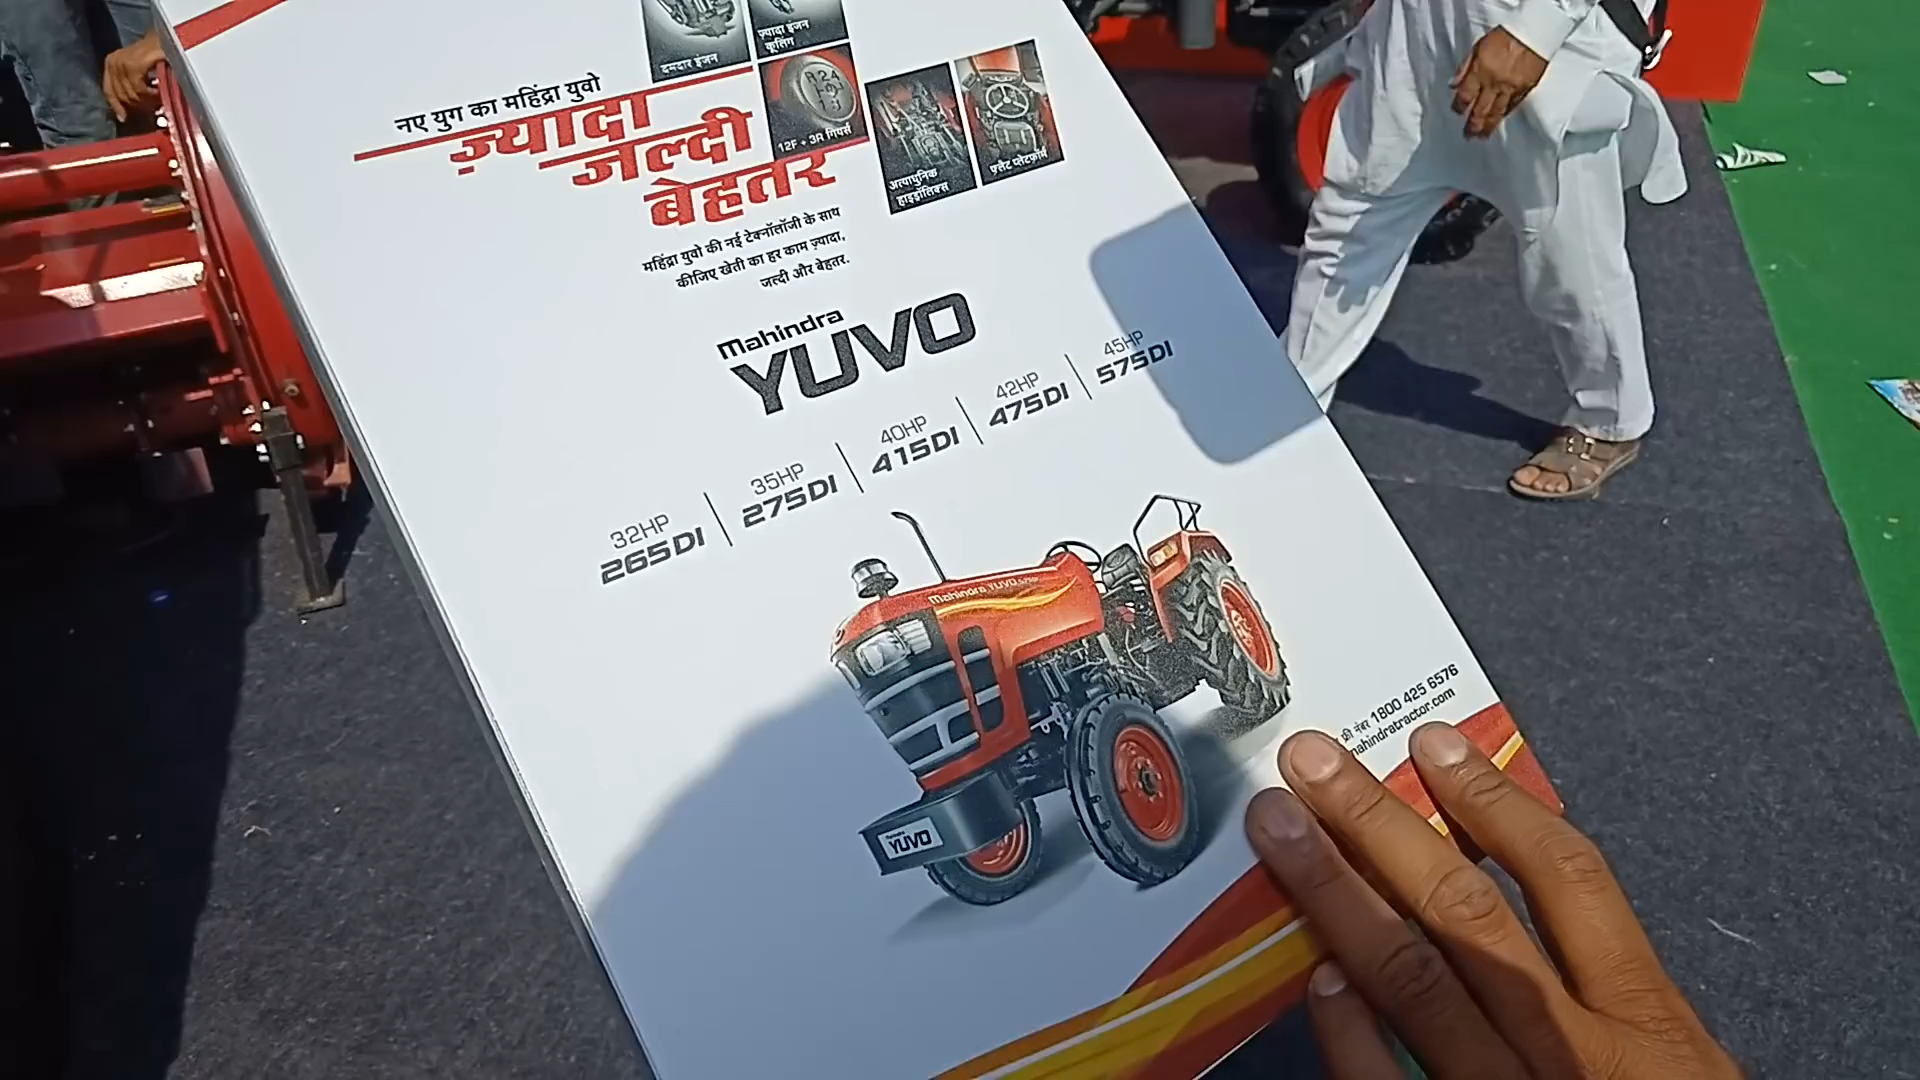 दमदार इंजन
ज़्यादा इंजन
कूलिंग
12F + 3R गियर्स
अत्याधुनिक
हाइड्रॉलिक्स
फ़्लैट प्लेटफ़ॉर्म
नए युग का महिंद्रा युवो
ज़्यादा
जल्दी
बेहतर
महिंद्रा युवो की नई टेक्नॉलॉजी के साथ
कीजिए खेती का हर काम ज़्यादा,
जल्दी और बेहतर.
Mahindra
YUVO
32HP
265DI
35HP
275DI
40HP
415DI
42HP
475DI
45HP
575DI
Mahindra YUVO
YUVO
फ़्री नंबर 1800 425 6576
mahindratractor.com